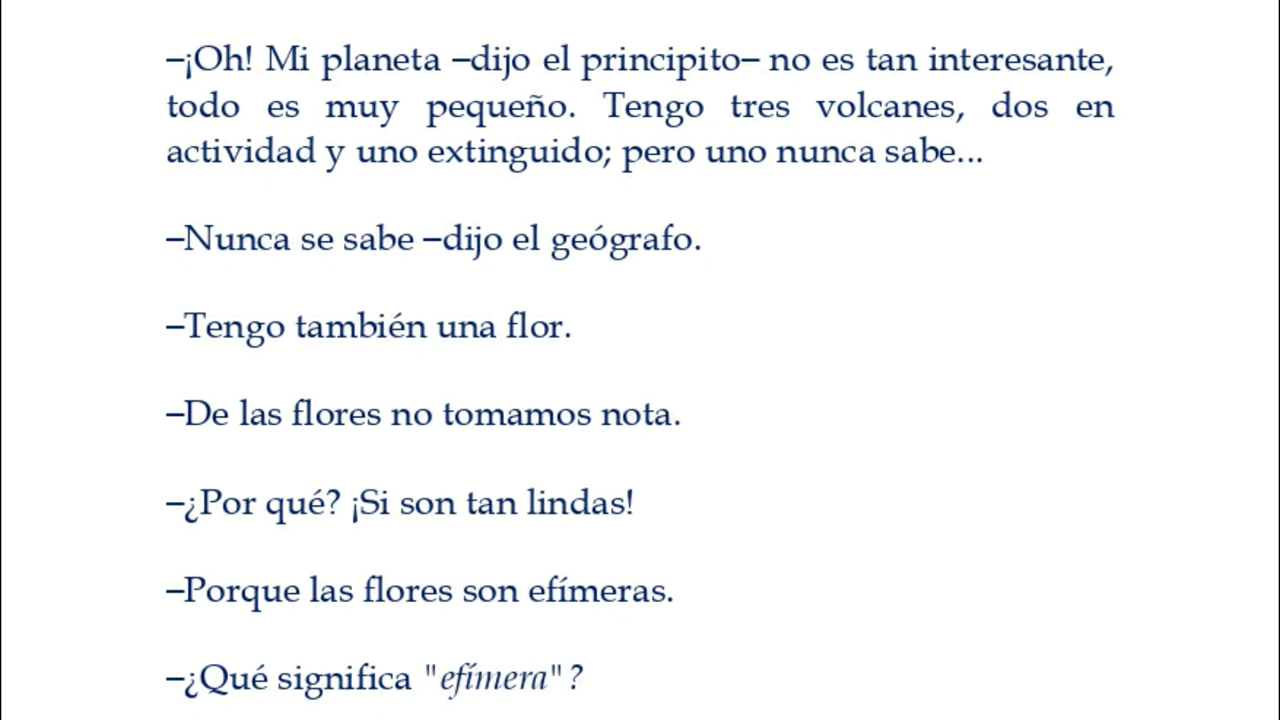 –¡Oh! Mi planeta –dijo el principito– no es tan interesante,
todo es muy pequeño. Tengo tres volcanes, dos en
actividad y uno extinguido; pero uno nunca sabe...
–Nunca se sabe –dijo el geógrafo.
–Tengo también una flor.
–De las flores no tomamos nota.
–¿Por qué? ¡Si son tan lindas!
–Porque las flores son efímeras.
–¿Qué significa "efímera"?